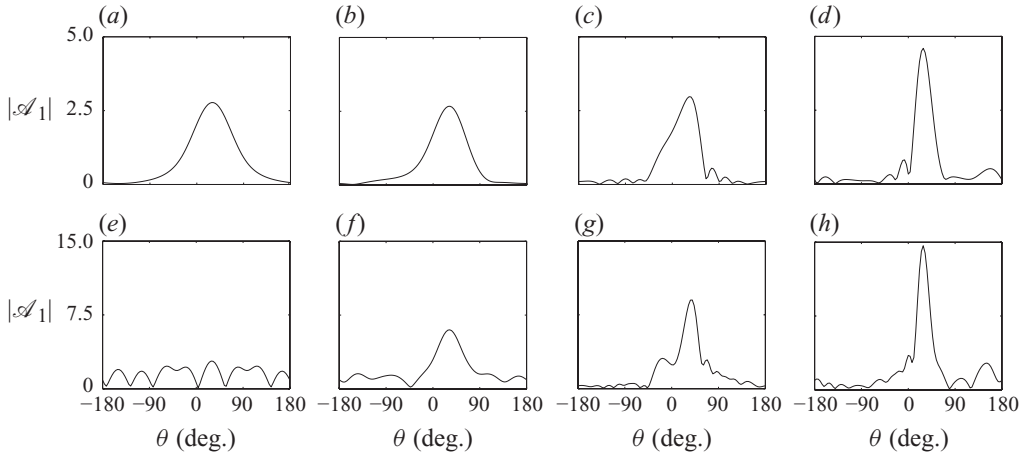 (a) (b) (c) (d)
5.0
|𝒜1|
2.5
0
(e) (f) (g) (h)
15.0
|𝒜1|
7.5
0
−180 −90 0 90 180 −180 −90 0 90 180 −180 −90 0 90 180 −180 −90 0 90 180
θ (deg.) θ (deg.) θ (deg.) θ (deg.)